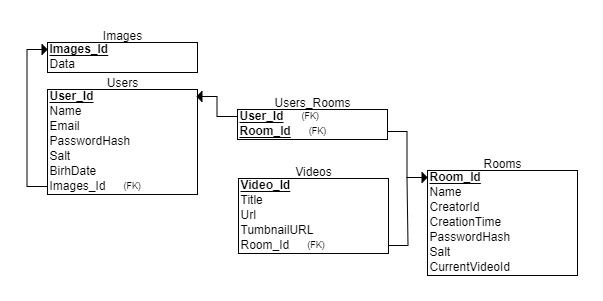 Images
Images_Id
Data
Users
User_Id
Name
Email
PasswordHash
Salt
BirhDate
Images_Id (FK)
Users_Rooms
User_Id (FK)
Room_Id (FK)
Videos
Video_Id
Title
Url
TumbnailURL
Room_Id (FK)
Rooms
Room_Id
Name
CreatorId
CreationTime
PasswordHash
Salt
CurrentVideoId